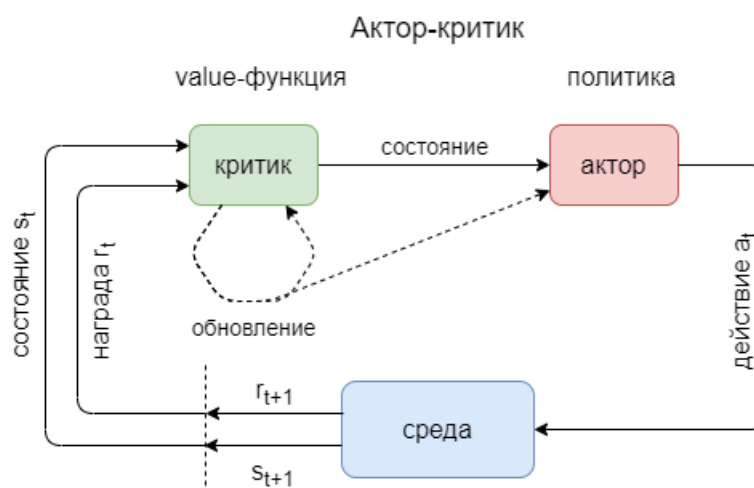 Актор-критик
value-функция
политика
критик
состояние
актор
состояние sₜ
награда rₜ
обновление
действие aₜ
rₜ₊₁
среда
sₜ₊₁